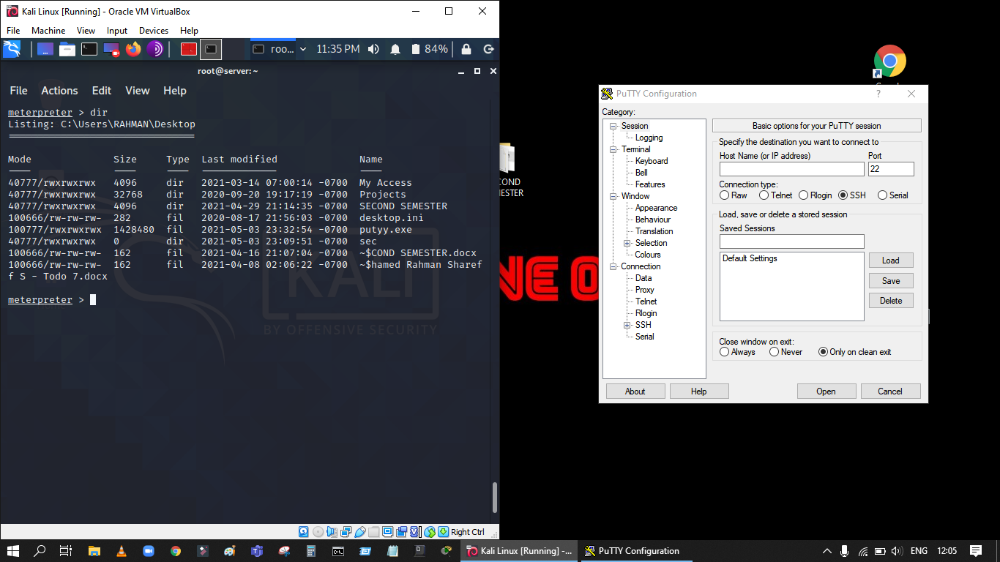 Kali Linux [Running] - Oracle VM VirtualBox
File Machine View Input Devices Help
roo... 11:35 PM 84%
root@server: ~
File Actions Edit View Help
meterpreter > dir
Listing: C:\Users\RAHMAN\Desktop
================================
Mode Size Type Last modified Name
---- ---- ---- ------------- ----
40777/rwxrwxrwx 4096 dir 2021-03-14 07:00:14 -0700 My Access
40777/rwxrwxrwx 32768 dir 2020-09-20 19:17:19 -0700 Projects
40777/rwxrwxrwx 4096 dir 2021-04-29 21:14:35 -0700 SECOND SEMESTER
100666/rw-rw-rw- 282 fil 2020-08-17 21:56:03 -0700 desktop.ini
100777/rwxrwxrwx 1428480 fil 2021-05-03 23:32:54 -0700 putyy.exe
40777/rwxrwxrwx 0 dir 2021-05-03 23:09:51 -0700 sec
100666/rw-rw-rw- 162 fil 2021-04-16 21:07:04 -0700 ~$COND SEMESTER.docx
100666/rw-rw-rw- 162 fil 2021-04-08 02:06:22 -0700 ~$hamed Rahman Sharef
f S - Todo 7.docx
meterpreter >
KALI
BY OFFENSIVE SECURITY
Right Ctrl
COND
MESTER
NE O
PuTTY Configuration
Category:
Session
Logging
Terminal
Keyboard
Bell
Features
Window
Appearance
Behaviour
Translation
Selection
Colours
Connection
Data
Proxy
Telnet
Rlogin
SSH
Serial
Basic options for your PuTTY session
Specify the destination you want to connect to
Host Name (or IP address) Port
22
Connection type:
Raw Telnet Rlogin SSH Serial
Load, save or delete a stored session
Saved Sessions
Default Settings
Load
Save
Delete
Close window on exit:
Always Never Only on clean exit
About Help Open Cancel
Kali Linux [Running] -... PuTTY Configuration ENG 12:05